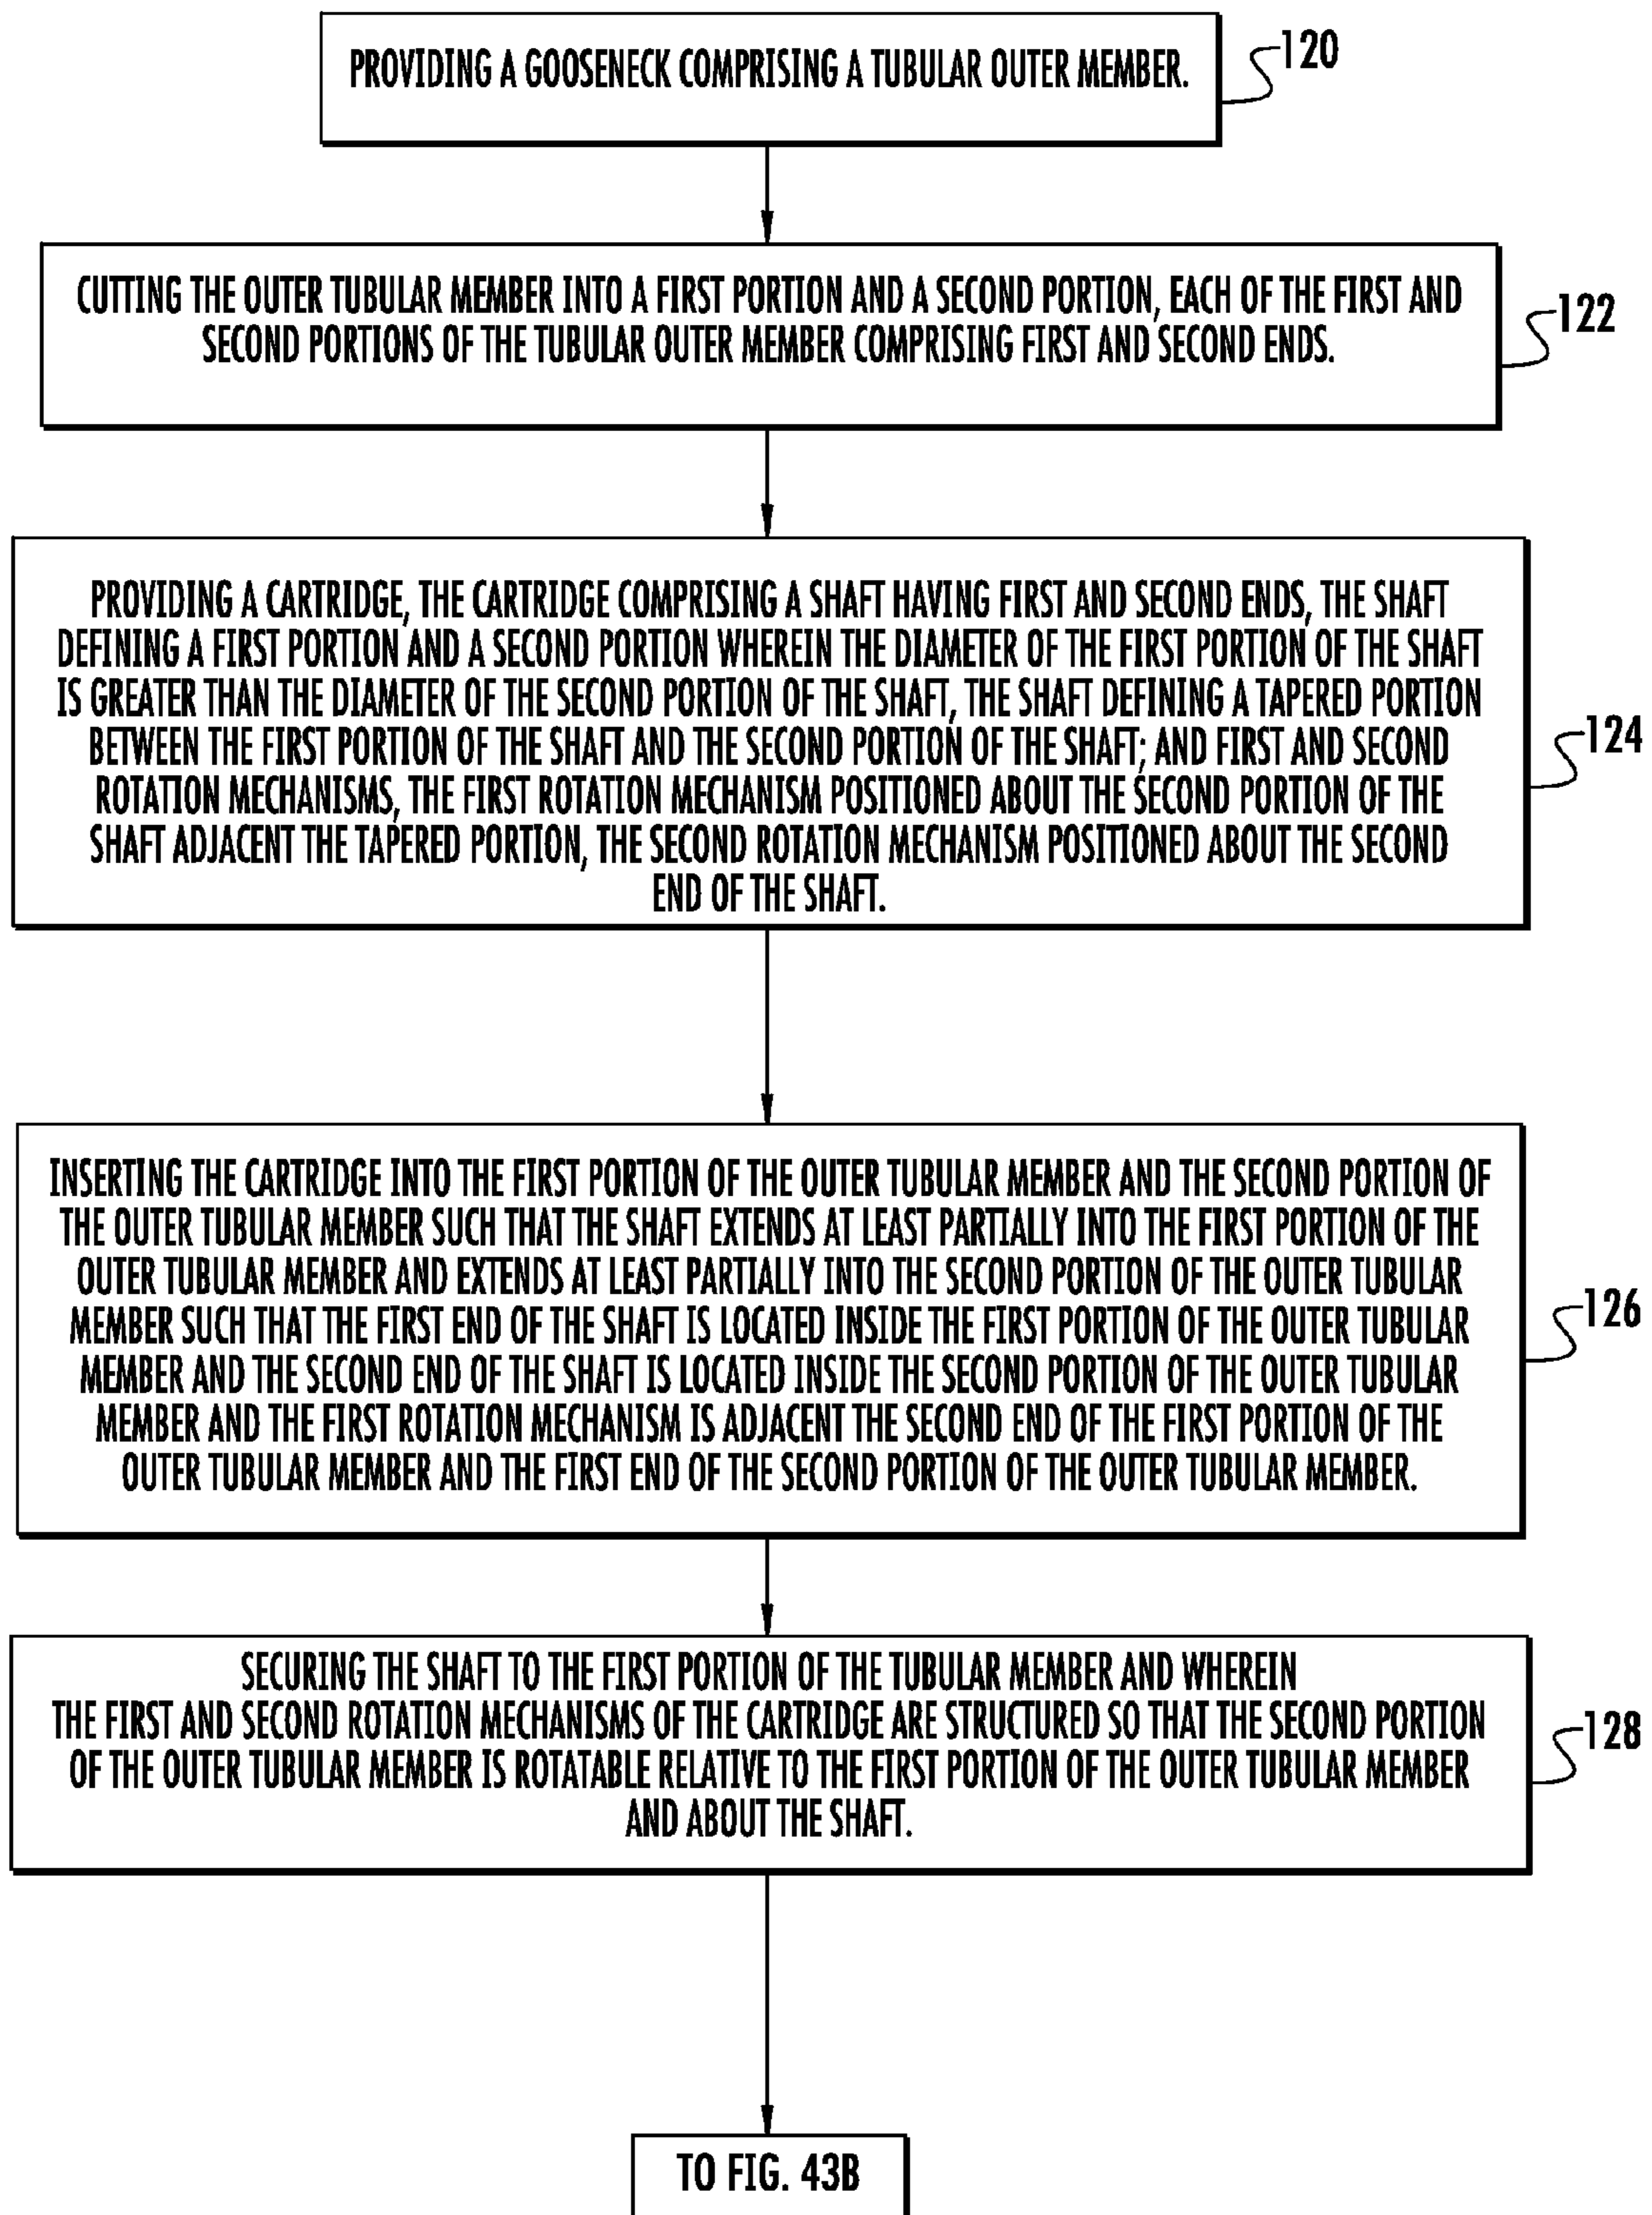 PROVIDING A GOOSENECK COMPRISING A TUBULAR OUTER MEMBER.
120
CUTTING THE OUTER TUBULAR MEMBER INTO A FIRST PORTION AND A SECOND PORTION, EACH OF THE FIRST AND
SECOND PORTIONS OF THE TUBULAR OUTER MEMBER COMPRISING FIRST AND SECOND ENDS.
122
PROVIDING A CARTRIDGE, THE CARTRIDGE COMPRISING A SHAFT HAVING FIRST AND SECOND ENDS, THE SHAFT
DEFINING A FIRST PORTION AND A SECOND PORTION WHEREIN THE DIAMETER OF THE FIRST PORTION OF THE SHAFT
IS GREATER THAN THE DIAMETER OF THE SECOND PORTION OF THE SHAFT, THE SHAFT DEFINING A TAPERED PORTION
BETWEEN THE FIRST PORTION OF THE SHAFT AND THE SECOND PORTION OF THE SHAFT; AND FIRST AND SECOND
ROTATION MECHANISMS, THE FIRST ROTATION MECHANISM POSITIONED ABOUT THE SECOND PORTION OF THE
SHAFT ADJACENT THE TAPERED PORTION, THE SECOND ROTATION MECHANISM POSITIONED ABOUT THE SECOND
END OF THE SHAFT.
124
INSERTING THE CARTRIDGE INTO THE FIRST PORTION OF THE OUTER TUBULAR MEMBER AND THE SECOND PORTION OF
THE OUTER TUBULAR MEMBER SUCH THAT THE SHAFT EXTENDS AT LEAST PARTIALLY INTO THE FIRST PORTION OF THE
OUTER TUBULAR MEMBER AND EXTENDS AT LEAST PARTIALLY INTO THE SECOND PORTION OF THE OUTER TUBULAR
MEMBER SUCH THAT THE FIRST END OF THE SHAFT IS LOCATED INSIDE THE FIRST PORTION OF THE OUTER TUBULAR
MEMBER AND THE SECOND END OF THE SHAFT IS LOCATED INSIDE THE SECOND PORTION OF THE OUTER TUBULAR
MEMBER AND THE FIRST ROTATION MECHANISM IS ADJACENT THE SECOND END OF THE FIRST PORTION OF THE
OUTER TUBULAR MEMBER AND THE FIRST END OF THE SECOND PORTION OF THE OUTER TUBULAR MEMBER.
126
SECURING THE SHAFT TO THE FIRST PORTION OF THE TUBULAR MEMBER AND WHEREIN
THE FIRST AND SECOND ROTATION MECHANISMS OF THE CARTRIDGE ARE STRUCTURED SO THAT THE SECOND PORTION
OF THE OUTER TUBULAR MEMBER IS ROTATABLE RELATIVE TO THE FIRST PORTION OF THE OUTER TUBULAR MEMBER
AND ABOUT THE SHAFT.
128
TO FIG. 43B